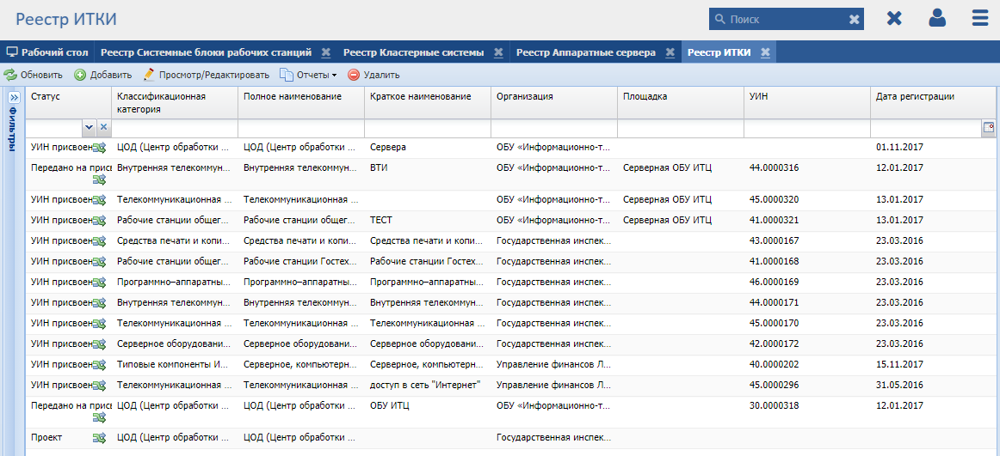 Реестр ИТКИ
Поиск
Рабочий стол Реестр Системные блоки рабочих станций Реестр Кластерные системы Реестр Аппаратные сервера Реестр ИТКИ
Обновить Добавить Просмотр/Редактировать Отчеты Удалить
Фильтры
Статус Классификационная категория Полное наименование Краткое наименование Организация Площадка УИН Дата регистрации
УИН присвоен ЦОД (Центр обработки ... ЦОД (Центр обработки ... Сервера ОБУ «Информационно-т... 01.11.2017
Передано на прис Внутренняя телекоммун... Внутренняя телекоммун... ВТИ ОБУ «Информационно-т... Серверная ОБУ ИТЦ 44.0000316 12.01.2017
УИН присвоен Телекоммуникационная ... Телекоммуникационная ... ОБУ «Информационно-т... Серверная ОБУ ИТЦ 45.0000320 13.01.2017
УИН присвоен Рабочие станции общег... Рабочие станции общег... ТЕСТ ОБУ «Информационно-т... Серверная ОБУ ИТЦ 41.0000321 13.01.2017
УИН присвоен Средства печати и копи... Средства печати и копи... Средства печати и копи... Государственная инспек... 43.0000167 23.03.2016
УИН присвоен Рабочие станции общег... Рабочие станции Гостех... Рабочие станции Гостех... Государственная инспек... 41.0000168 23.03.2016
УИН присвоен Программно–аппаратны... Программно–аппаратны... Программно–аппаратны... Государственная инспек... 46.0000169 23.03.2016
УИН присвоен Внутренняя телекоммун... Внутренняя телекоммун... Внутренняя телекоммун... Государственная инспек... 44.0000171 23.03.2016
УИН присвоен Телекоммуникационная ... Телекоммуникационная ... Телекоммуникационная ... Государственная инспек... 45.0000170 23.03.2016
УИН присвоен Серверное оборудовани... Серверное оборудовани... Серверное оборудовани... Государственная инспек... 42.0000172 23.03.2016
УИН присвоен Типовые компоненты И... Серверное, компьютерн... Серверное, компьютерн... Управление финансов Л... 40.0000202 15.11.2017
УИН присвоен Телекоммуникационная ... Телекоммуникационная ... доступ в сеть "Интернет" Управление финансов Л... 45.0000296 31.05.2016
Передано на прис ЦОД (Центр обработки ... ЦОД (Центр обработки ... ОБУ ИТЦ ОБУ «Информационно-т... 30.0000318 12.01.2017
Проект ЦОД (Центр обработки ... ЦОД (Центр обработки ... Государственная инспек...